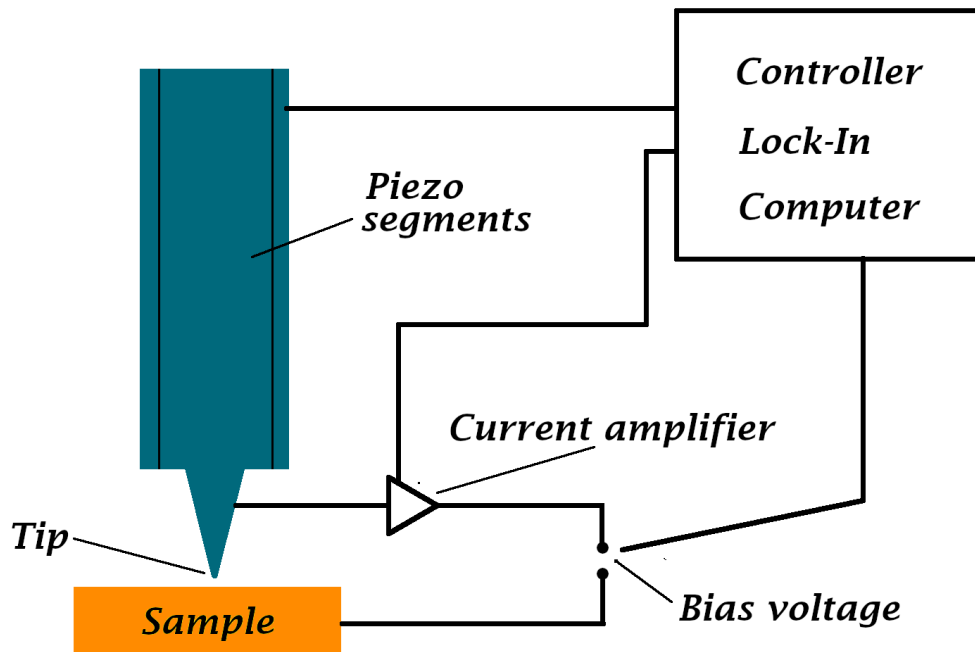 Controller
Lock-In
Computer
Piezo
segments
Current amplifier
Tip
Sample
Bias voltage